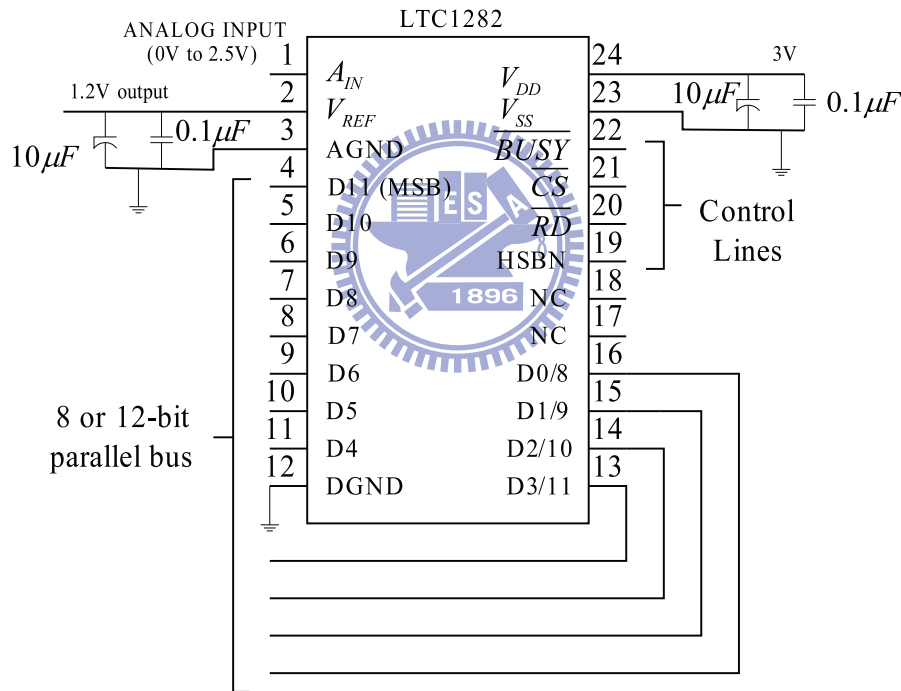 LTC1282
ANALOG INPUT
(0V to 2.5V)
1
A_IN
2
1.2V output
V_REF
3
AGND
10μF
0.1μF
4
D11 (MSB)
5
D10
6
D9
7
D8
8
D7
9
D6
10
D5
11
D4
12
DGND
8 or 12-bit
parallel bus
24
V_DD
3V
23
V_SS
10μF
0.1μF
22
BUSY
21
CS
20
RD
19
HSBN
Control
Lines
18
NC
17
NC
16
D0/8
15
D1/9
14
D2/10
13
D3/11
E S
A
1896